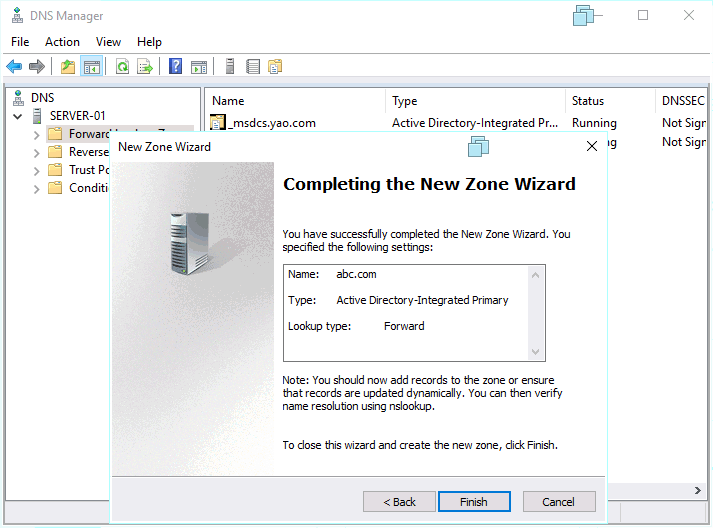 DNS Manager
File Action View Help
DNS
SERVER-01
Reverse
Trust Po
Conditi
Name Type Status DNSSEC
_msdcs.yao.com Active Directory-Integrated Pr... Running Not Sign
Not Sign
New Zone Wizard
Completing the New Zone Wizard
You have successfully completed the New Zone Wizard. You
specified the following settings:
Name: abc.com
Type: Active Directory-Integrated Primary
Lookup type: Forward
Note: You should now add records to the zone or ensure
that records are updated dynamically. You can then verify
name resolution using nslookup.
To close this wizard and create the new zone, click Finish.
< Back Finish Cancel